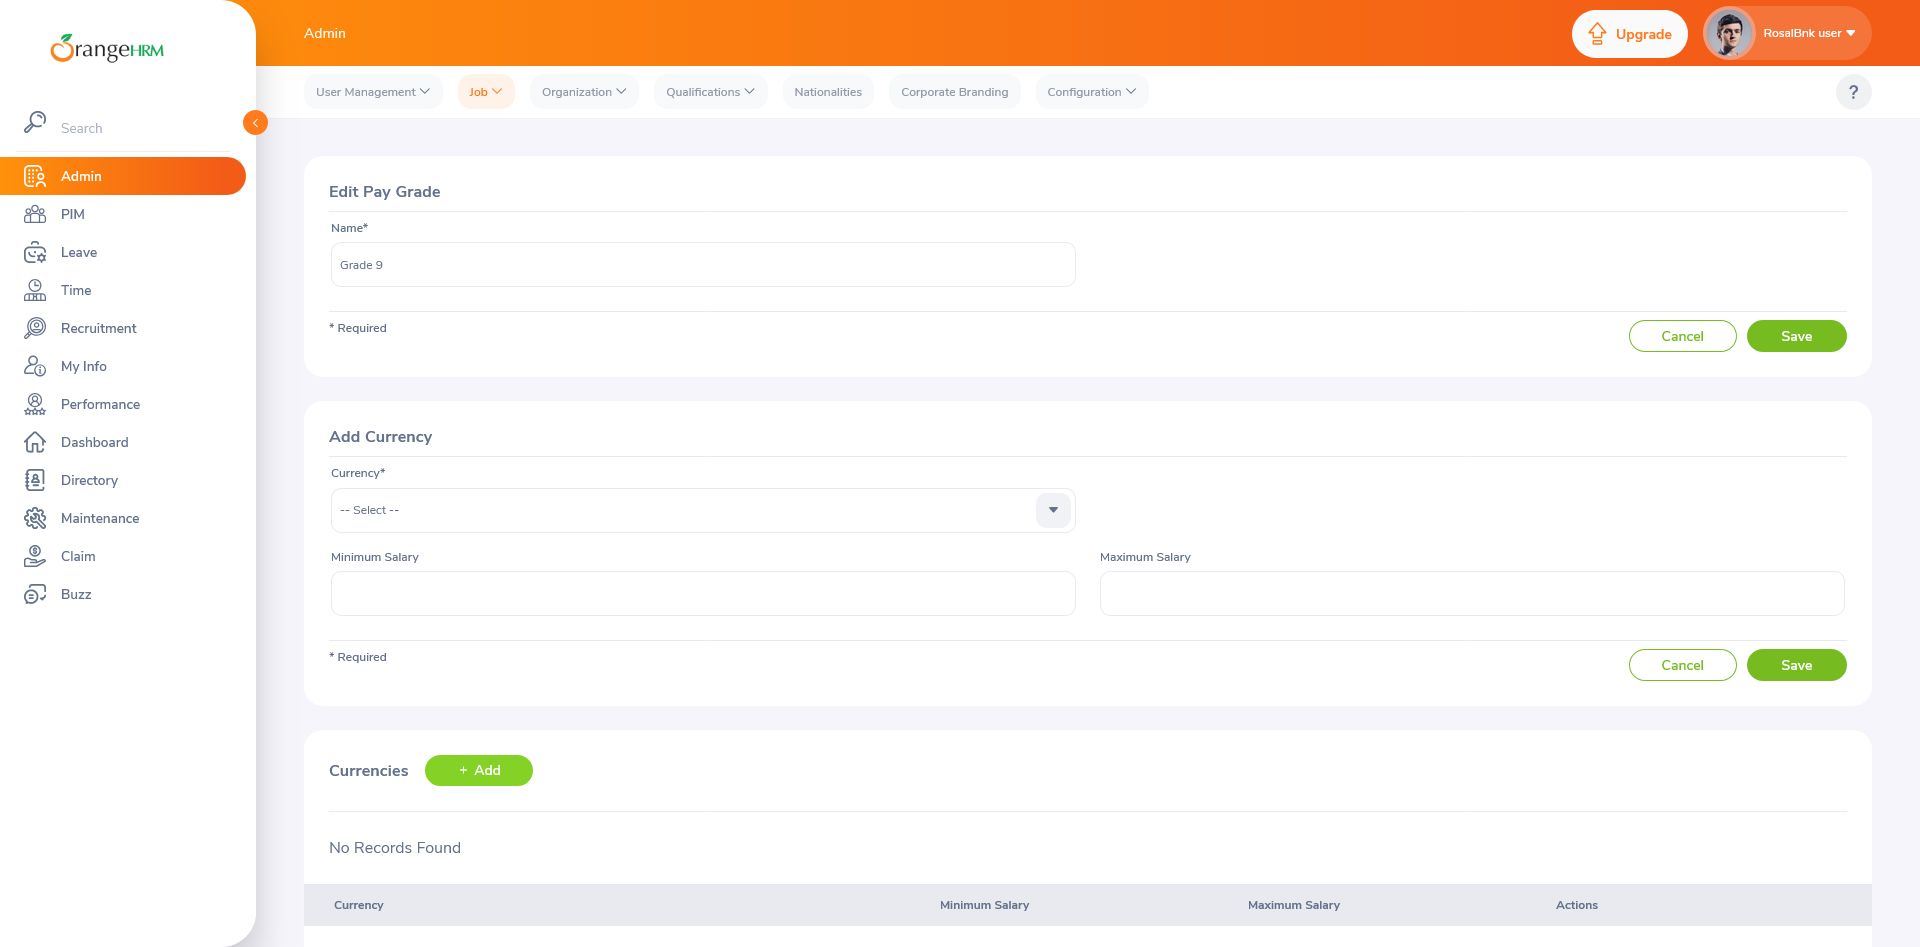 OrangeHRM
Admin
Upgrade
RosalBnk user
User Management
Job
Organization
Qualifications
Nationalities
Corporate Branding
Configuration
?
Search
Admin
PIM
Leave
Time
Recruitment
My Info
Performance
Dashboard
Directory
Maintenance
Claim
Buzz
Edit Pay Grade
Name*
Grade 9
* Required
Cancel
Save
Add Currency
Currency*
-- Select --
Minimum Salary
Maximum Salary
* Required
Cancel
Save
Currencies
+ Add
No Records Found
Currency
Minimum Salary
Maximum Salary
Actions